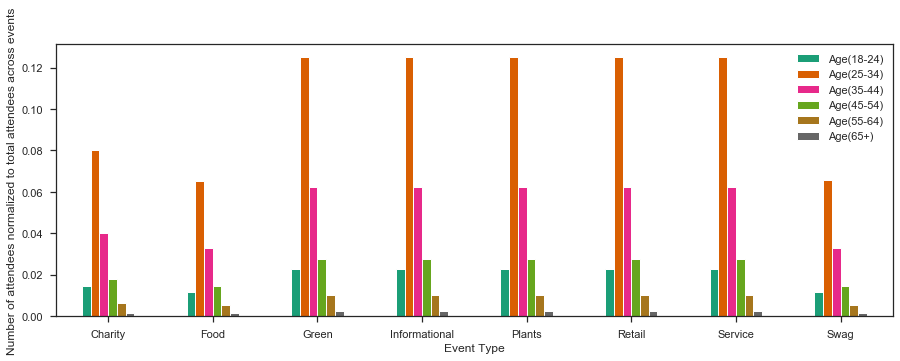 Number of attendees normalized to total attendees across events
0.12
0.10
0.08
0.06
0.04
0.02
0.00
Age(18-24)
Age(25-34)
Age(35-44)
Age(45-54)
Age(55-64)
Age(65+)
Charity Food Green Informational Plants Retail Service Swag
Event Type